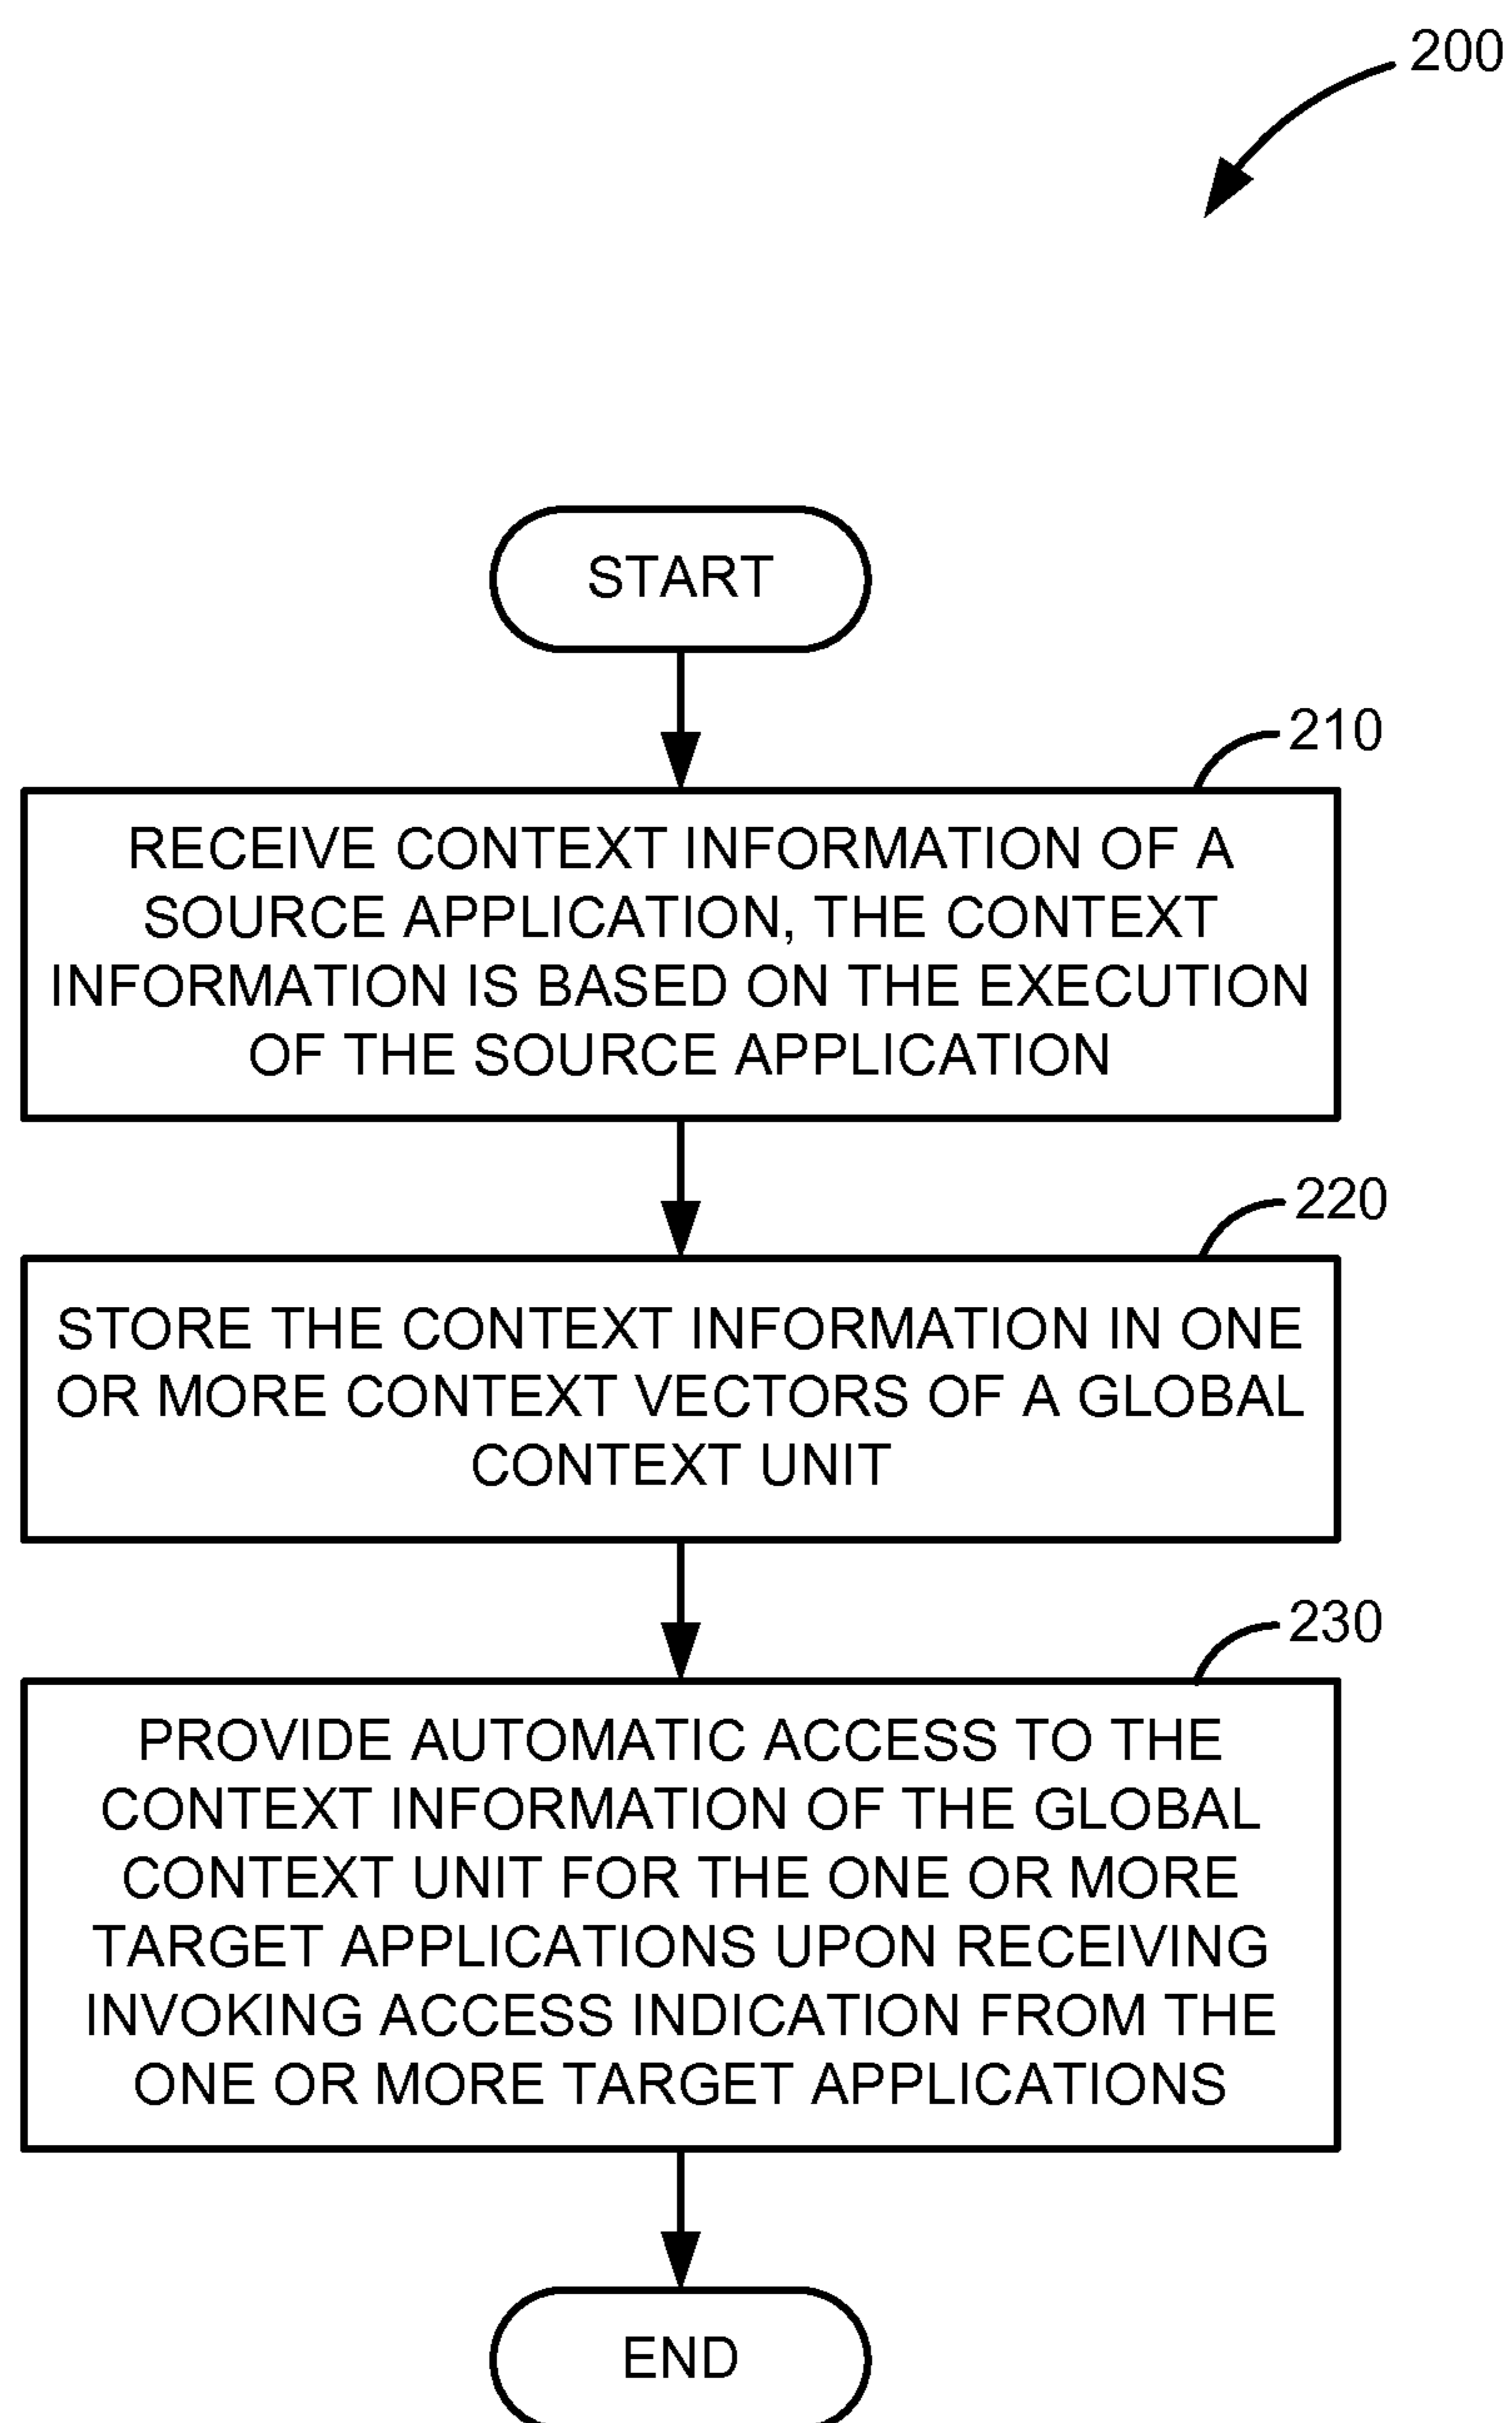 200
START
210
RECEIVE CONTEXT INFORMATION OF A
SOURCE APPLICATION, THE CONTEXT
INFORMATION IS BASED ON THE EXECUTION
OF THE SOURCE APPLICATION
220
STORE THE CONTEXT INFORMATION IN ONE
OR MORE CONTEXT VECTORS OF A GLOBAL
CONTEXT UNIT
230
PROVIDE AUTOMATIC ACCESS TO THE
CONTEXT INFORMATION OF THE GLOBAL
CONTEXT UNIT FOR THE ONE OR MORE
TARGET APPLICATIONS UPON RECEIVING
INVOKING ACCESS INDICATION FROM THE
ONE OR MORE TARGET APPLICATIONS
END